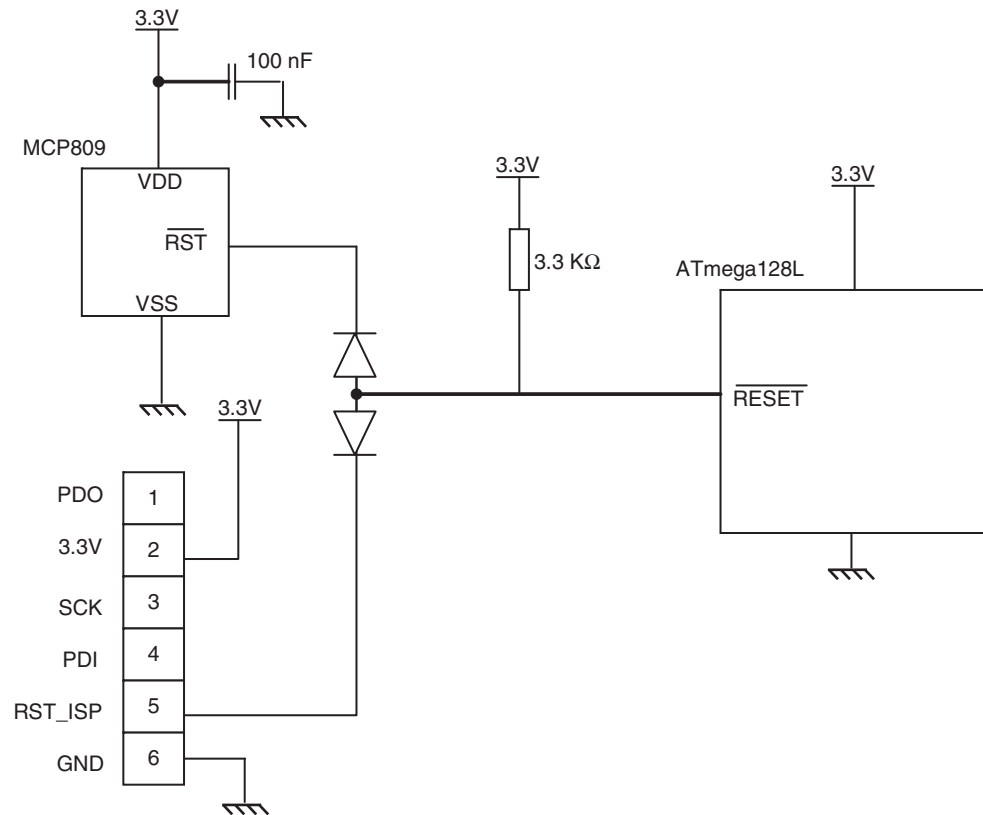 3.3V
100 nF
MCP809
VDD
RST
VSS
3.3V
3.3 KΩ
3.3V
ATmega128L
RESET
3.3V
PDO 1
3.3V 2
SCK 3
PDI 4
RST_ISP 5
GND 6